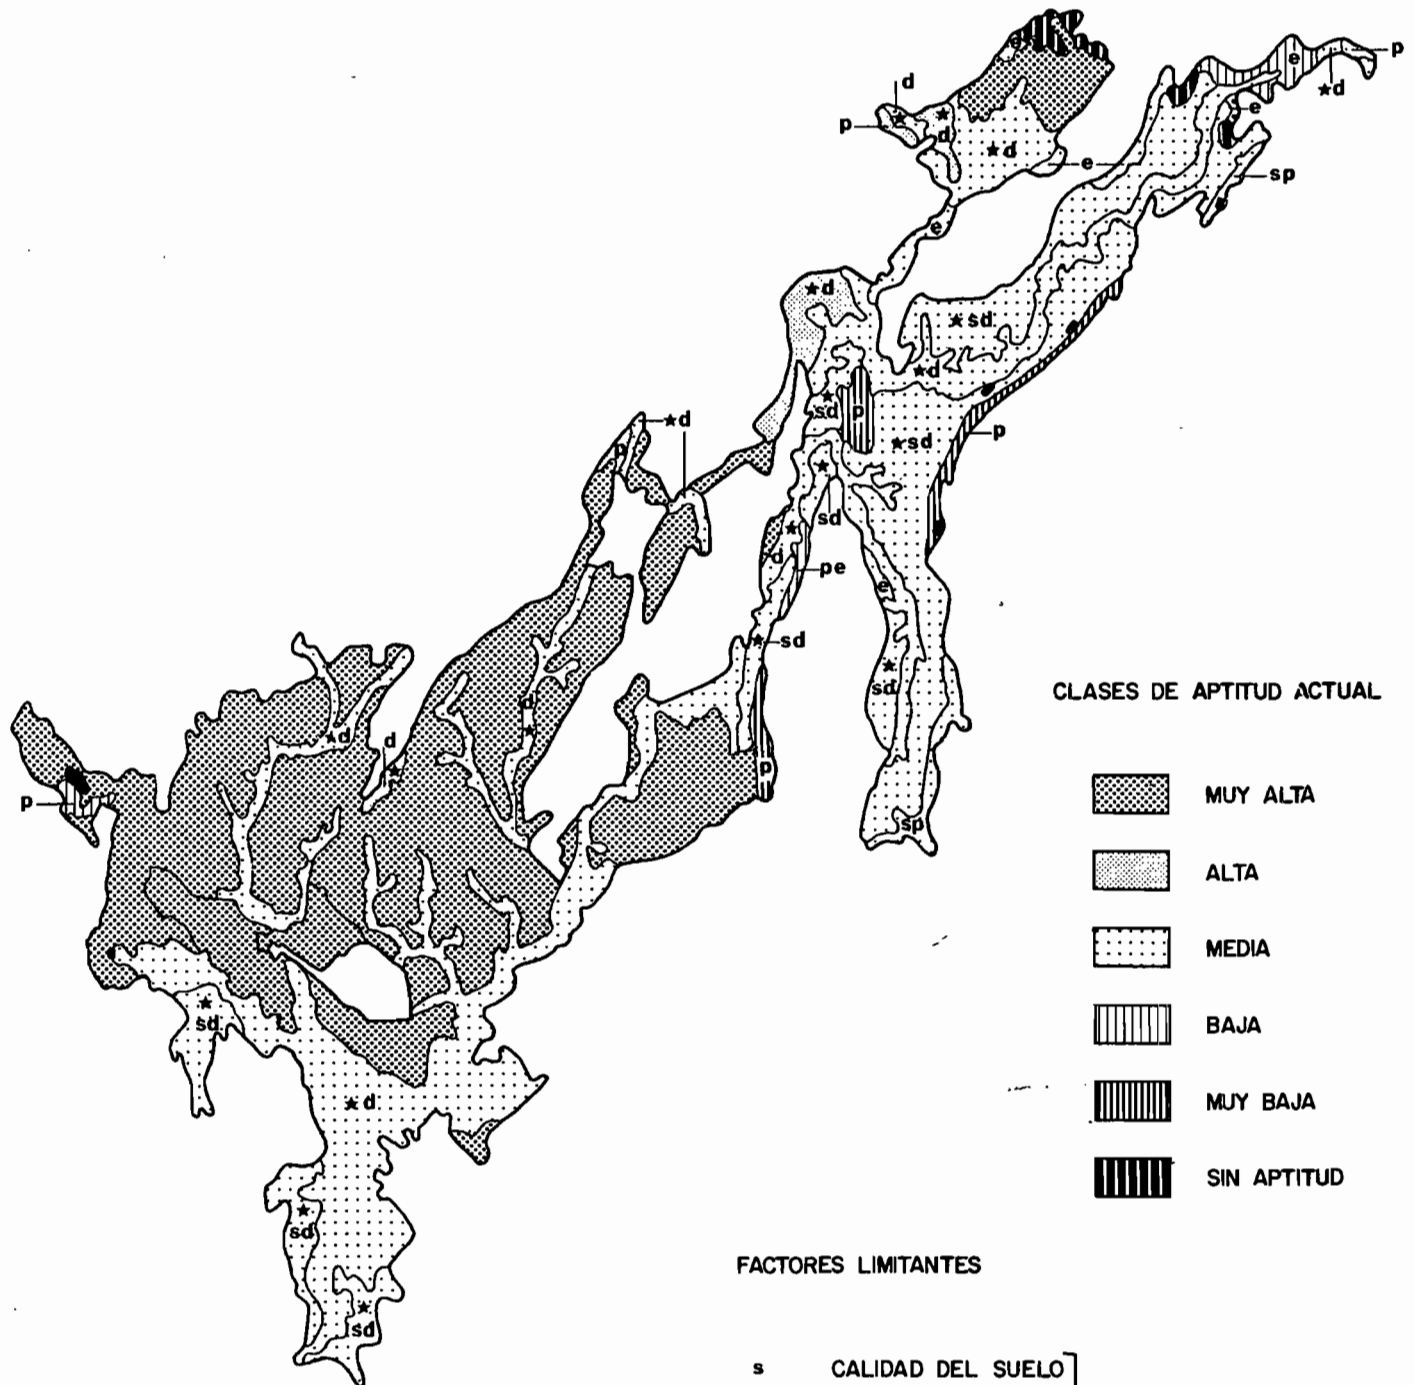 e
p
e
d
★d
p
★
d
e
★d
e
sp
e
e
★d
★sd
★d
★
sd
p
★d
★sd
p
p
★
sd
★
d
pe
e
★sd
★
sd
d
★
★d
d
★
p
p
sp
★
sd
★d
★
sd
★
sd
CLASES DE APTITUD ACTUAL
MUY ALTA
ALTA
MEDIA
BAJA
MUY BAJA
SIN APTITUD
FACTORES LIMITANTES
s CALIDAD DEL SUELO